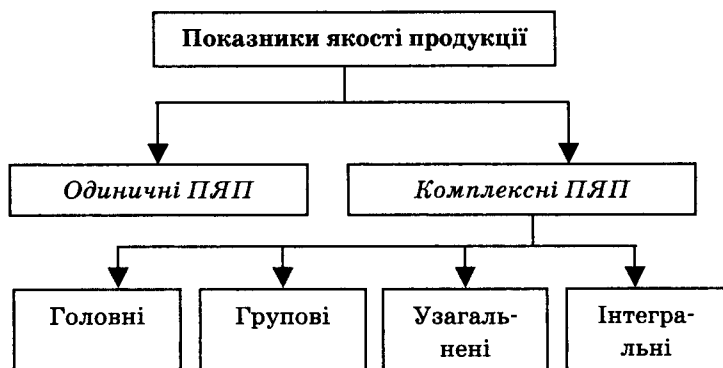 Показники якості продукції
Одиничні ПЯП
Комплексні ПЯП
Головні
Групові
Узагаль-
нені
Інтегра-
льні